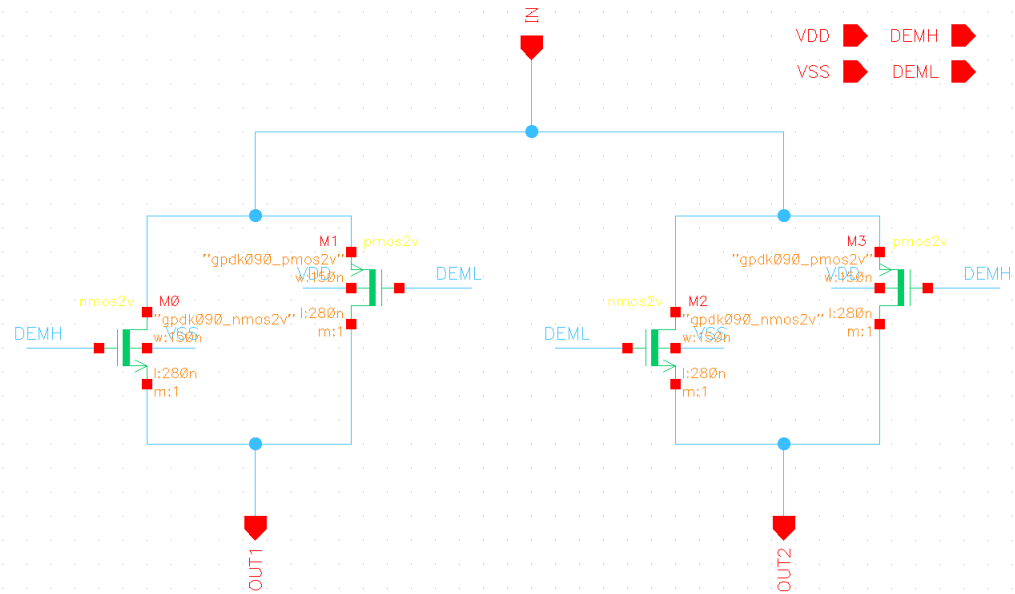 IN
VDD
DEMH
VSS
DEML
M1
pmos2v
"gpdk090_pmos2v"
w:150n
VDD
DEML
l:280n
m:1
nmos2v
M0
"gpdk090_nmos2v"
DEMH
VSS
w:150n
l:280n
m:1
M3
pmos2v
"gpdk090_pmos2v"
w:150n
VDD
DEMH
l:280n
m:1
nmos2v
M2
"gpdk090_nmos2v"
DEML
VSS
w:150n
l:280n
m:1
OUT1
OUT2